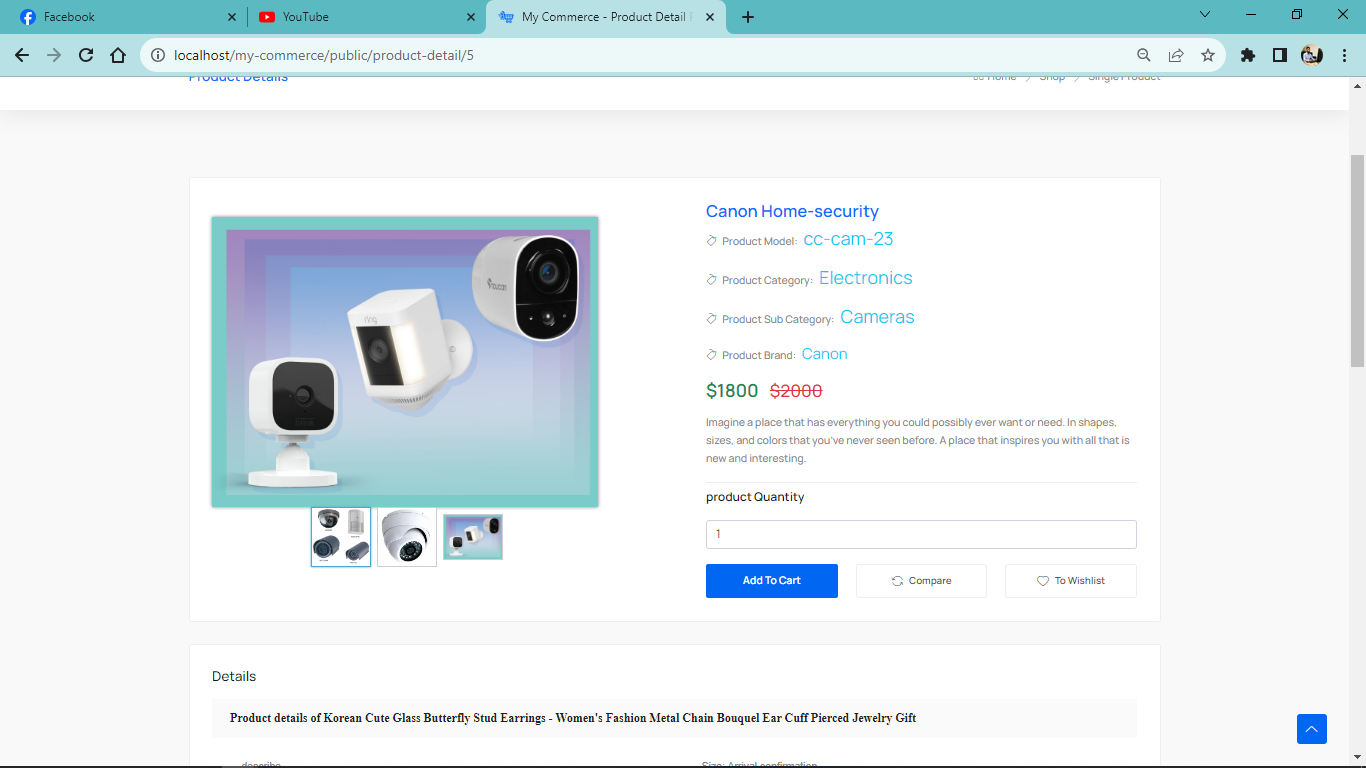 Facebook
YouTube
My Commerce - Product Detail
localhost/my-commerce/public/product-detail/5
Product Details
Home
Shop
Single Product
Canon Home-security
Product Model: cc-cam-23
Product Category: Electronics
Product Sub Category: Cameras
Product Brand: Canon
$1800 $2000
Imagine a place that has everything you could possibly ever want or need. In shapes,
sizes, and colors that you've never seen before. A place that inspires you with all that is
new and interesting.
product Quantity
1
Add To Cart
Compare
To Wishlist
ring
toucan
Details
Product details of Korean Cute Glass Butterfly Stud Earrings - Women's Fashion Metal Chain Bouquel Ear Cuff Pierced Jewelry Gift
describe
Size: Arrival confirmation